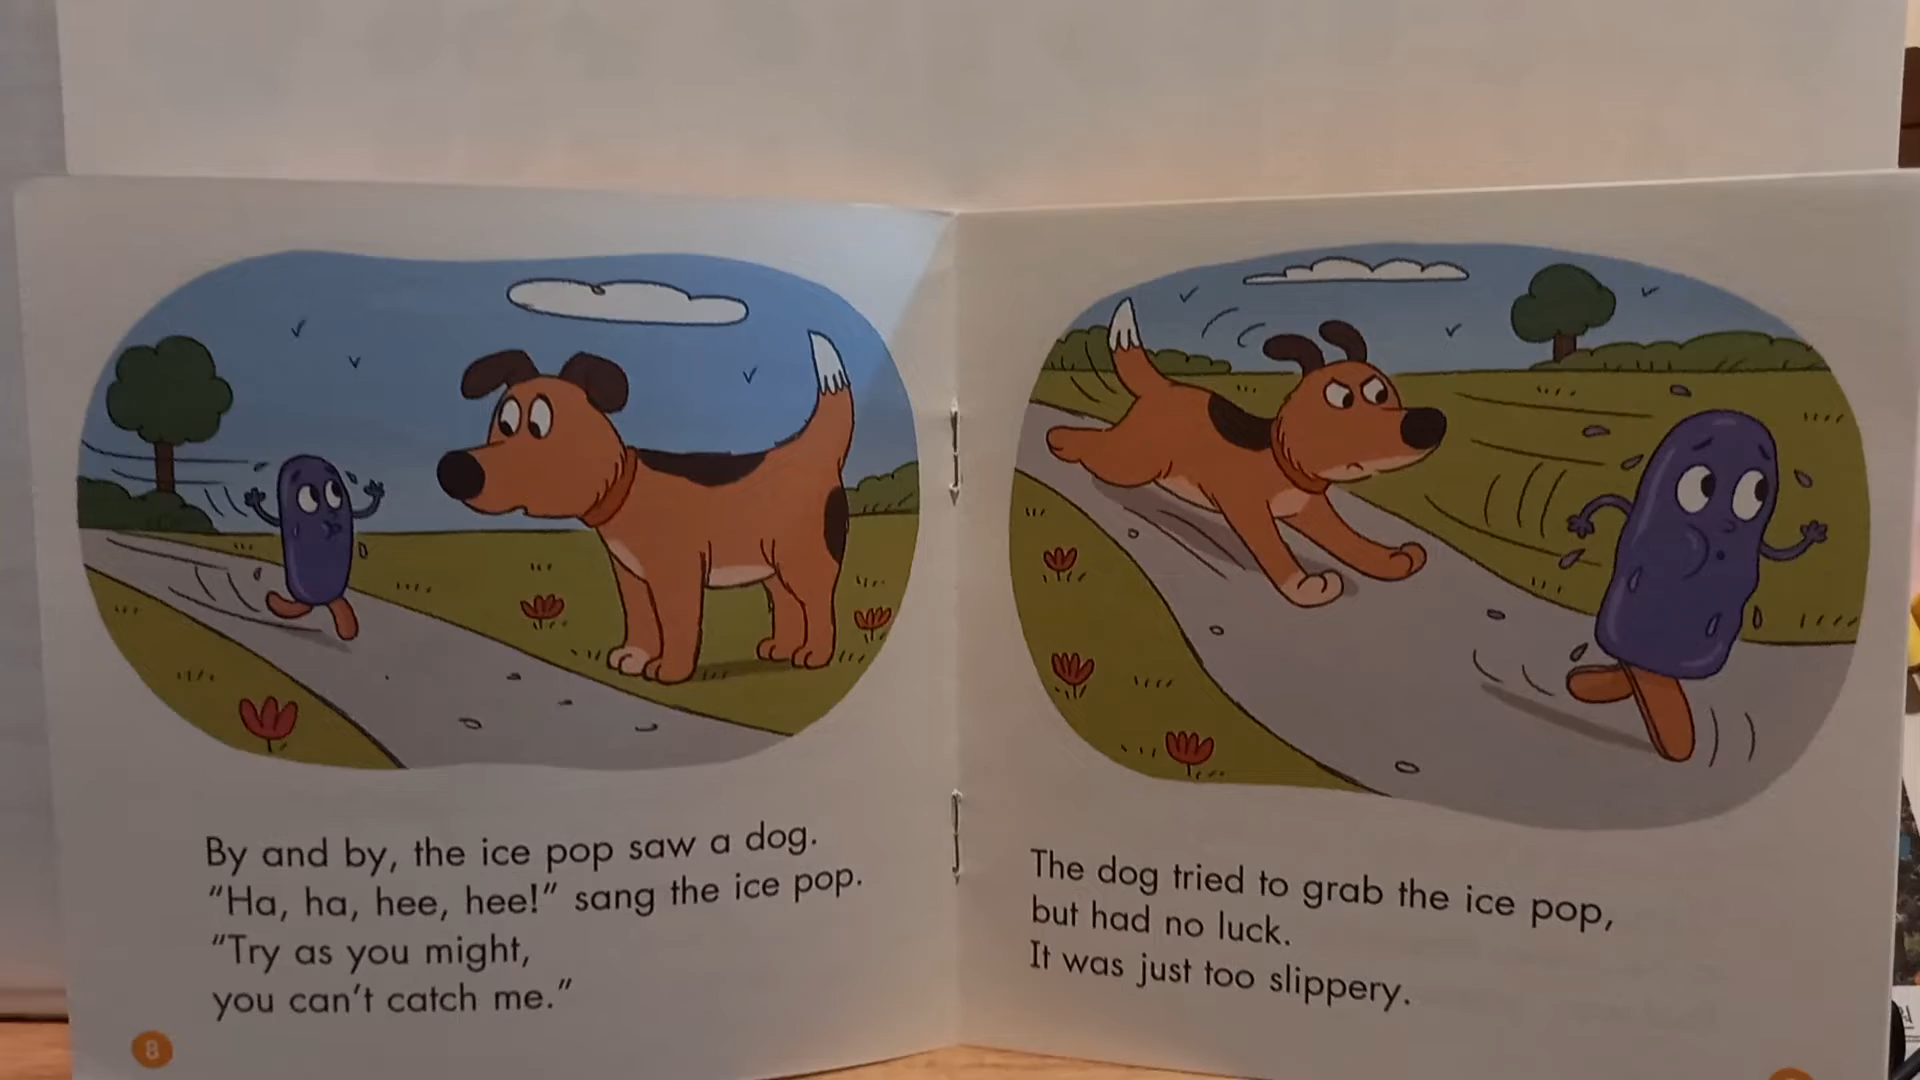 By and by, the ice pop saw a dog.
“Ha, ha, hee, hee!” sang the ice pop.
“Try as you might,
you can’t catch me.”
8
The dog tried to grab the ice pop,
but had no luck.
It was just too slippery.